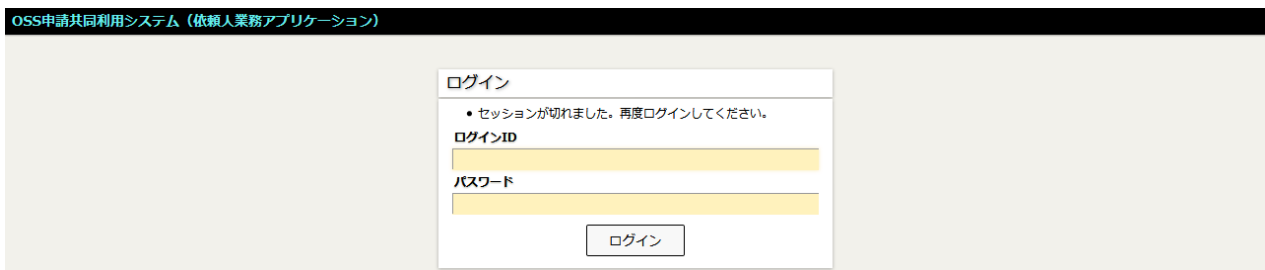 OSS申請共同利用システム（依頼人業務アプリケーション）
ログイン
• セッションが切れました。再度ログインしてください。
ログインID
パスワード
ログイン